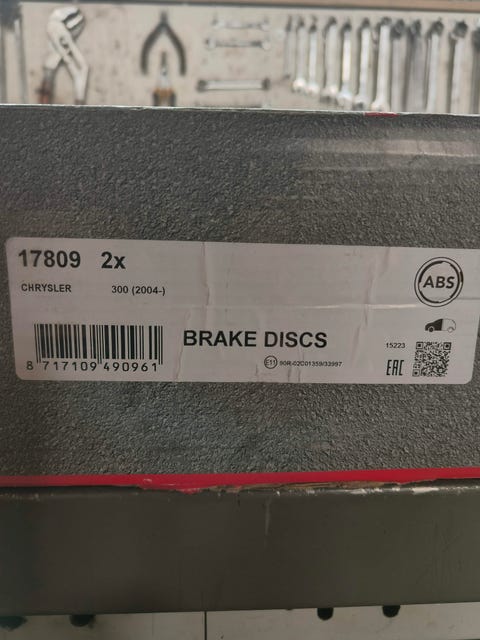 17809 2x
ABS
CHRYSLER 300 (2004-)
BRAKE DISCS
15223
8 717109 490961
E11 90R-02C01359/33997
EAC